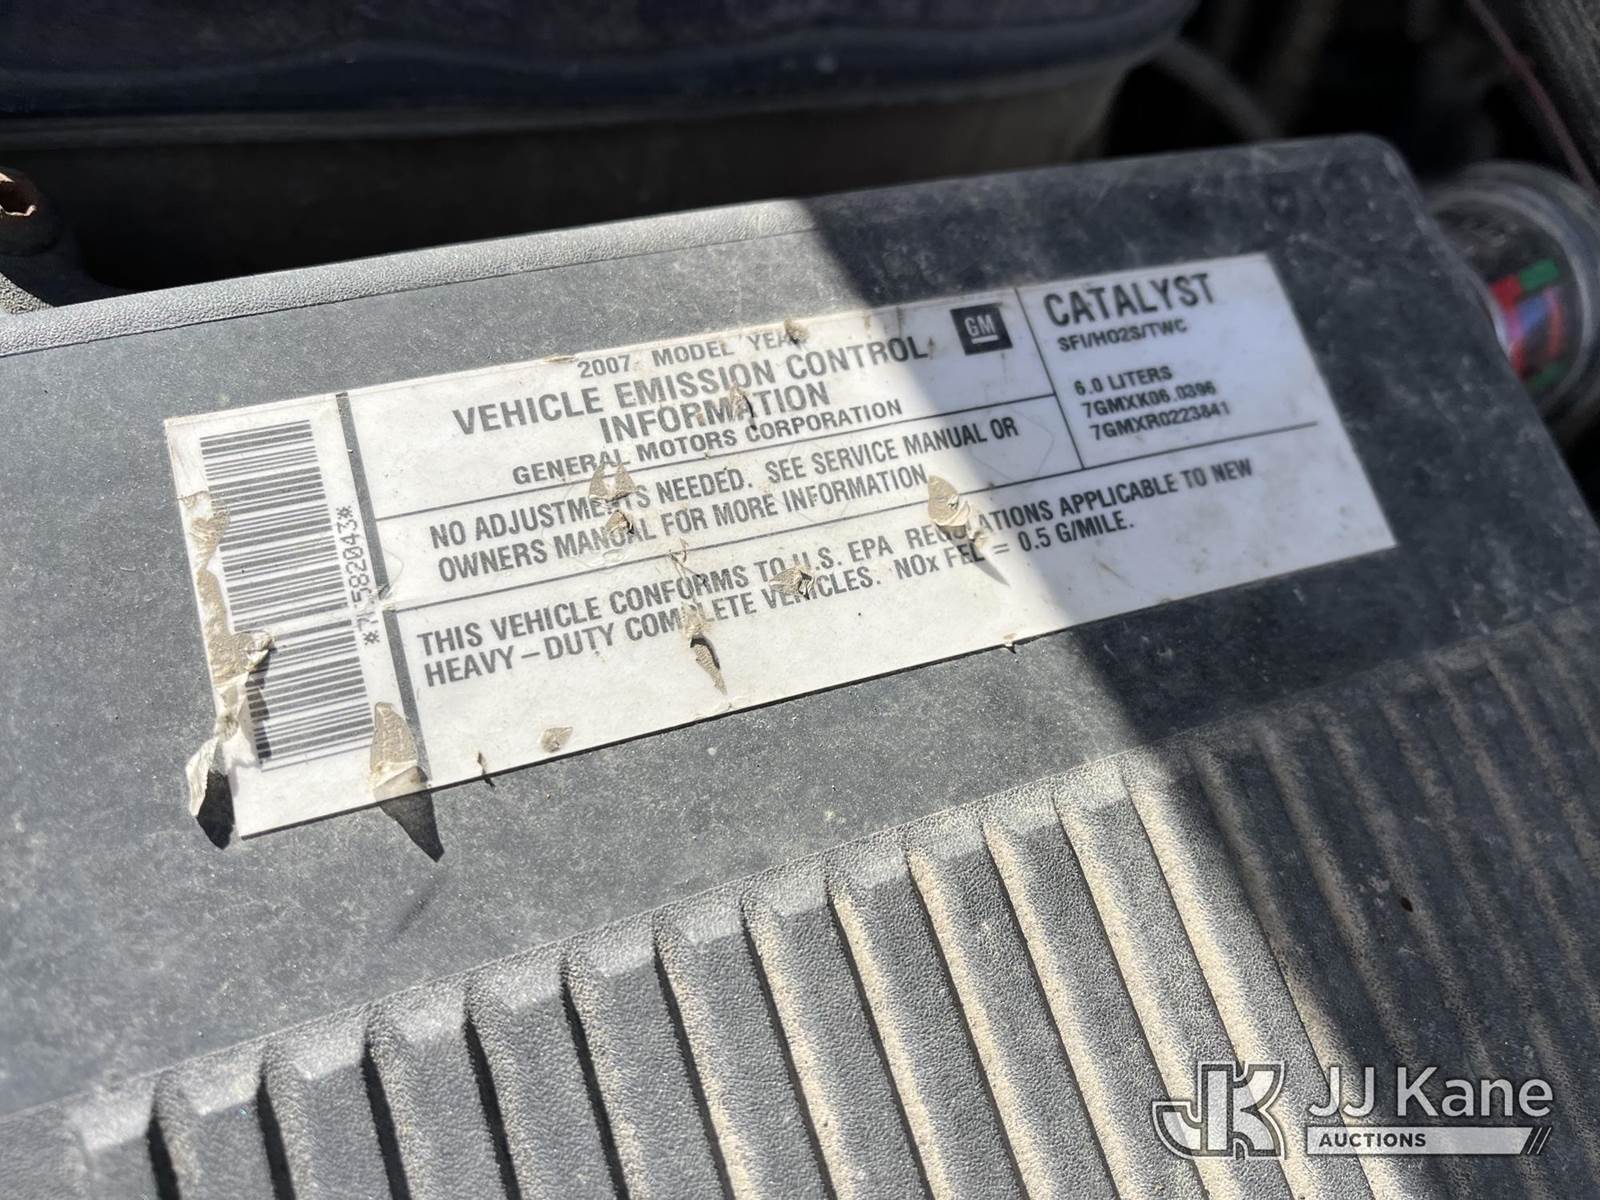 2007 MODEL YEAR
VEHICLE EMISSION CONTROL
INFORMATION
GENERAL MOTORS CORPORATION
GM
CATALYST
SFI/HO2S/TWC
6.0 LITERS
7GMXK06.0396
7GMXR0223841
NO ADJUSTMENTS NEEDED. SEE SERVICE MANUAL OR
OWNERS MANUAL FOR MORE INFORMATION.
THIS VEHICLE CONFORMS TO U.S. EPA REGULATIONS APPLICABLE TO NEW
HEAVY-DUTY COMPLETE VEHICLES. NOx FEL = 0.5 G/MILE.
JK
JJ Kane
AUCTIONS